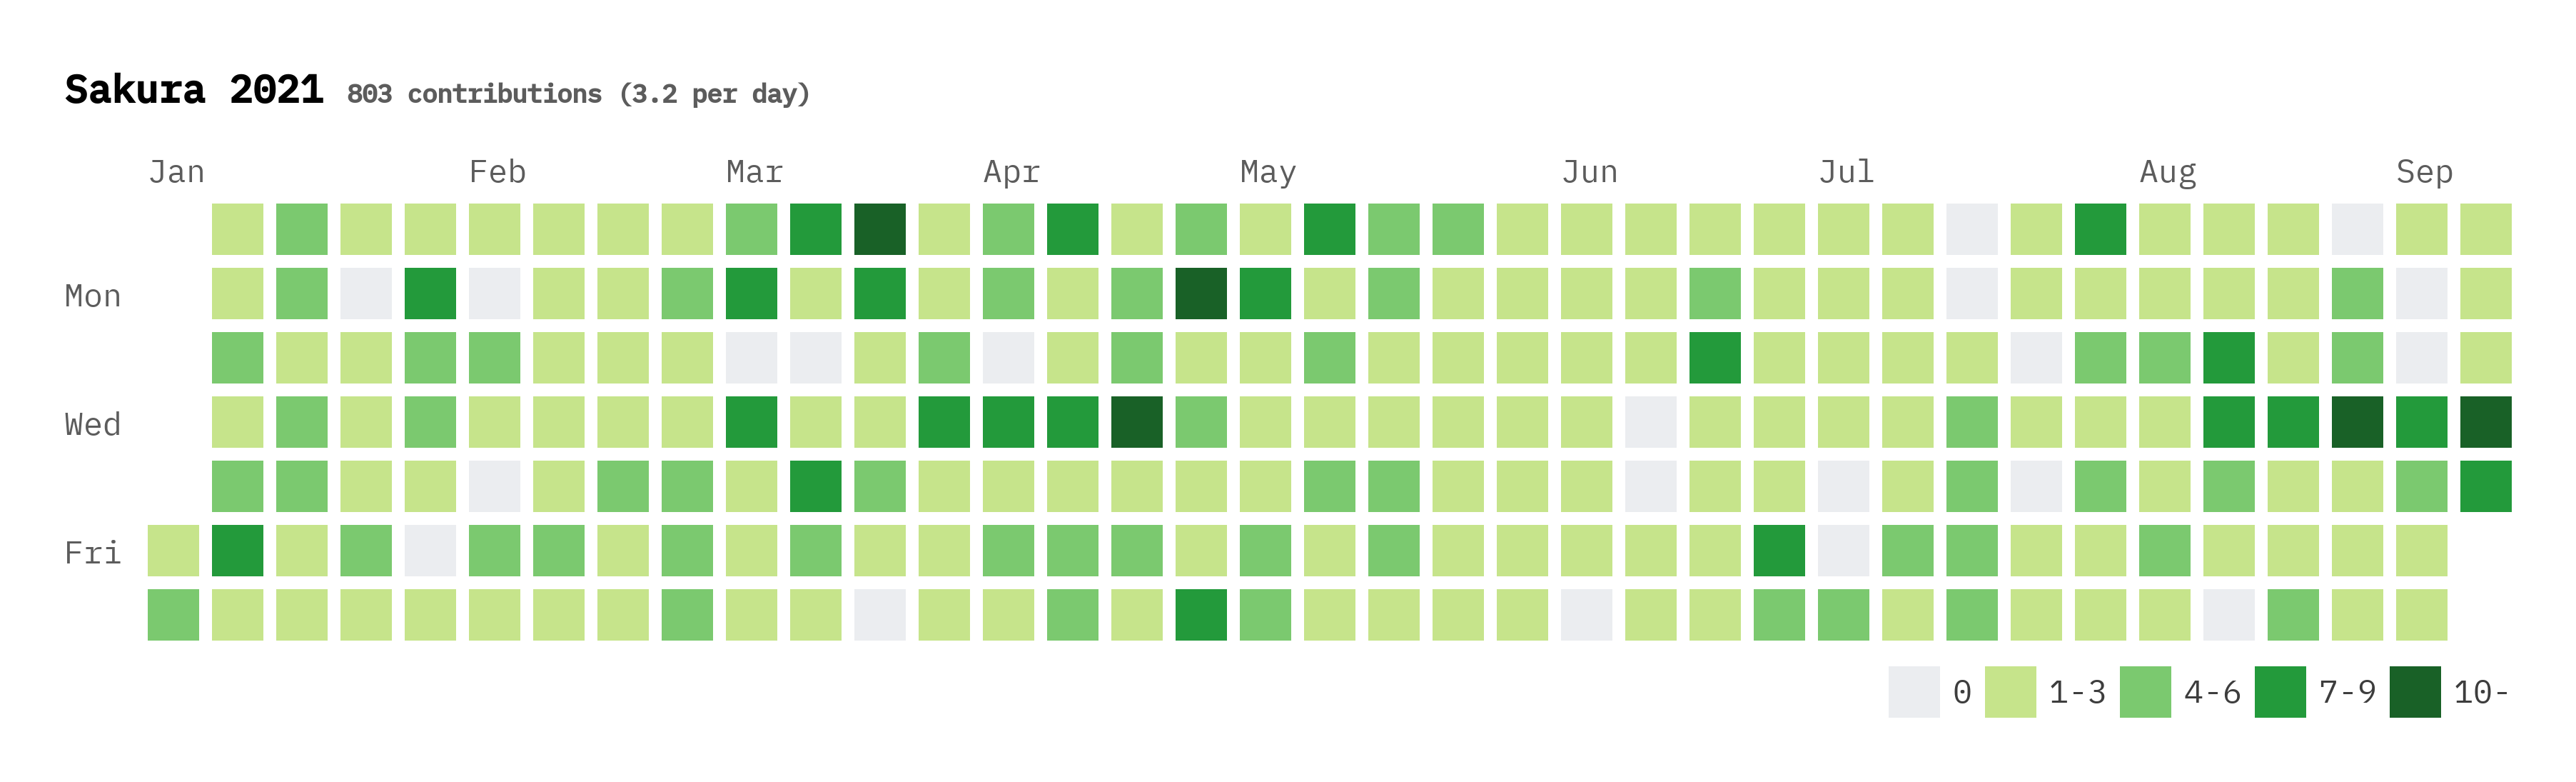 Sakura 2021 803 contributions (3.2 per day)
Jan Feb Mar Apr May Jun Jul Aug Sep
Mon
Wed
Fri
0 1-3 4-6 7-9 10-